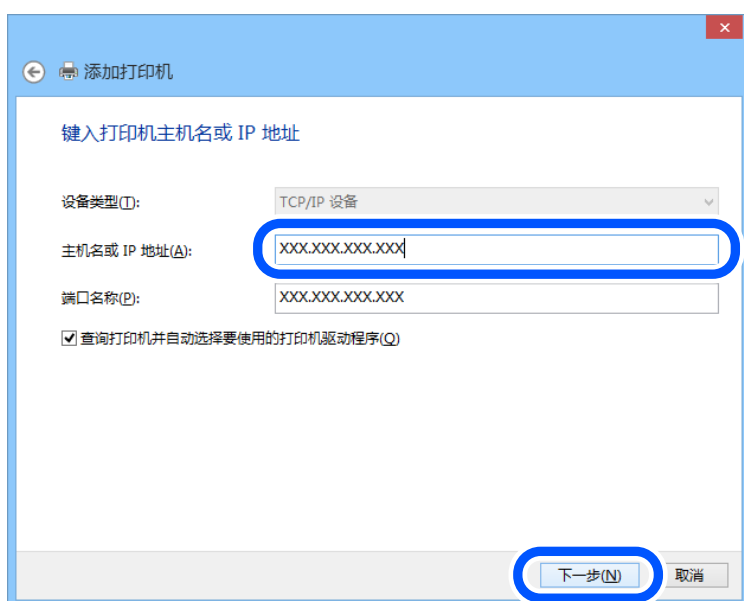 添加打印机
键入打印机主机名或 IP 地址
设备类型(T): TCP/IP 设备
主机名或 IP 地址(A): XXX.XXX.XXX.XXX
端口名称(P): XXX.XXX.XXX.XXX
查询打印机并自动选择要使用的打印机驱动程序(Q)
下一步(N) 取消